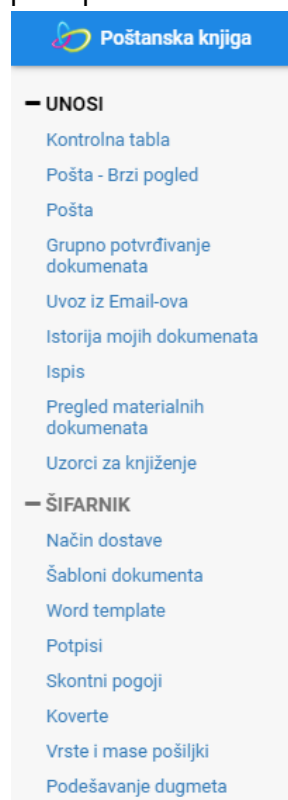 Poštanska knjiga
UNOSI
Kontrolna tabla
Pošta - Brzi pogled
Pošta
Grupno potvrđivanje
dokumenata
Uvoz iz Email-ova
Istorija mojih dokumenata
Ispis
Pregled materialnih
dokumenata
Uzorci za knjiženje
ŠIFARNIK
Način dostave
Šabloni dokumenta
Word template
Potpisi
Skontni pogoji
Koverte
Vrste i mase pošiljki
Podešavanje dugmeta